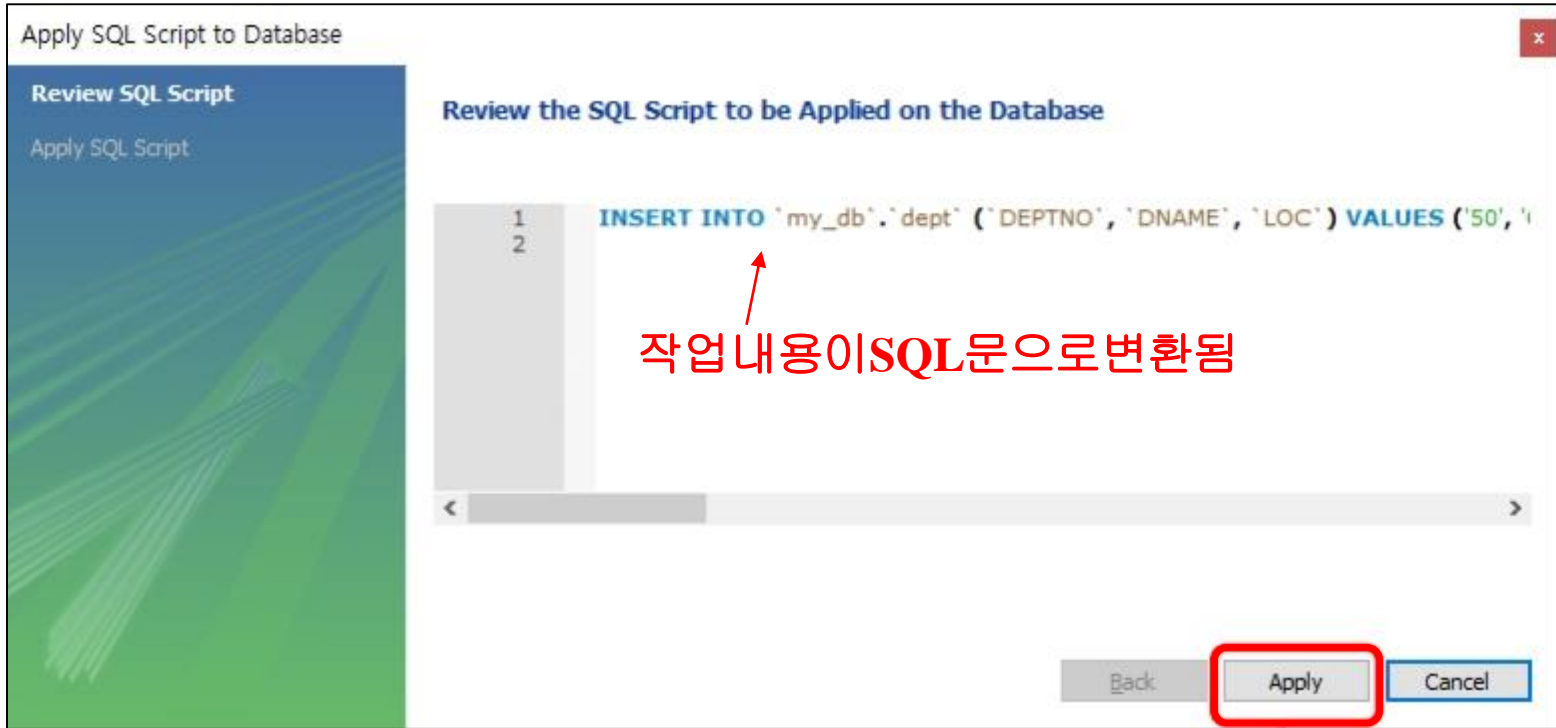 Apply SQL Script to Database
x
Review SQL Script
Apply SQL Script
Review the SQL Script to be Applied on the Database
1 INSERT INTO `my_db`.`dept` (`DEPTNO`, `DNAME`, `LOC`) VALUES ('50', '
2
작업내용이SQL문으로변환됨
Back Apply Cancel